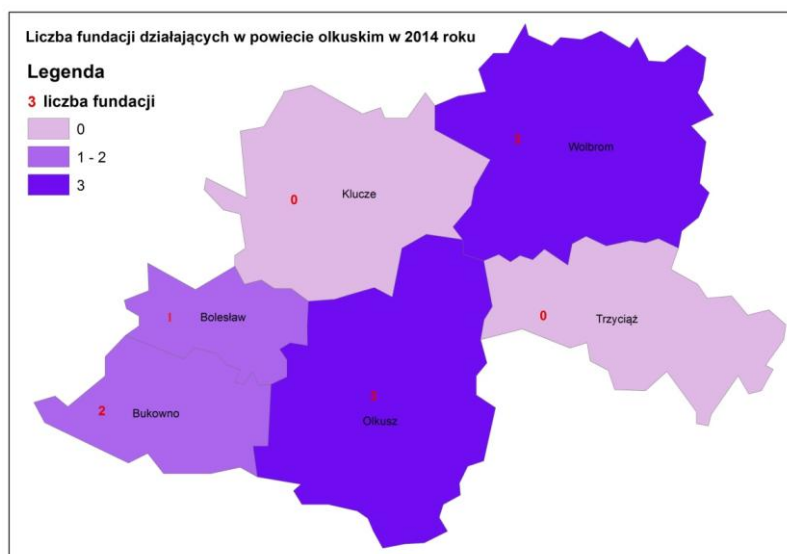 Liczba fundacji działających w powiecie olkuskim w 2014 roku
Legenda
3 liczba fundacji
0
1 - 2
3
3
Wolbrom
0
Klucze
0
Trzyciąż
1
Bolesław
2
Bukowno
3
Olkusz